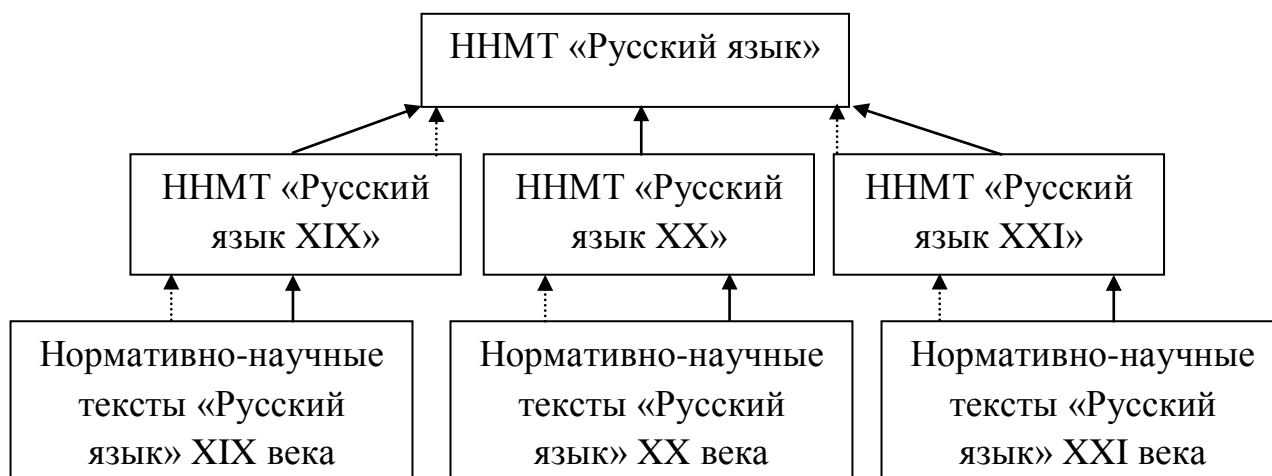 ННМТ «Русский язык»
ННМТ «Русский
язык XIX»
ННМТ «Русский
язык XX»
ННМТ «Русский
язык XXI»
Нормативно-научные
тексты «Русский
язык» XIX века
Нормативно-научные
тексты «Русский
язык» XX века
Нормативно-научные
тексты «Русский
язык» XXI века